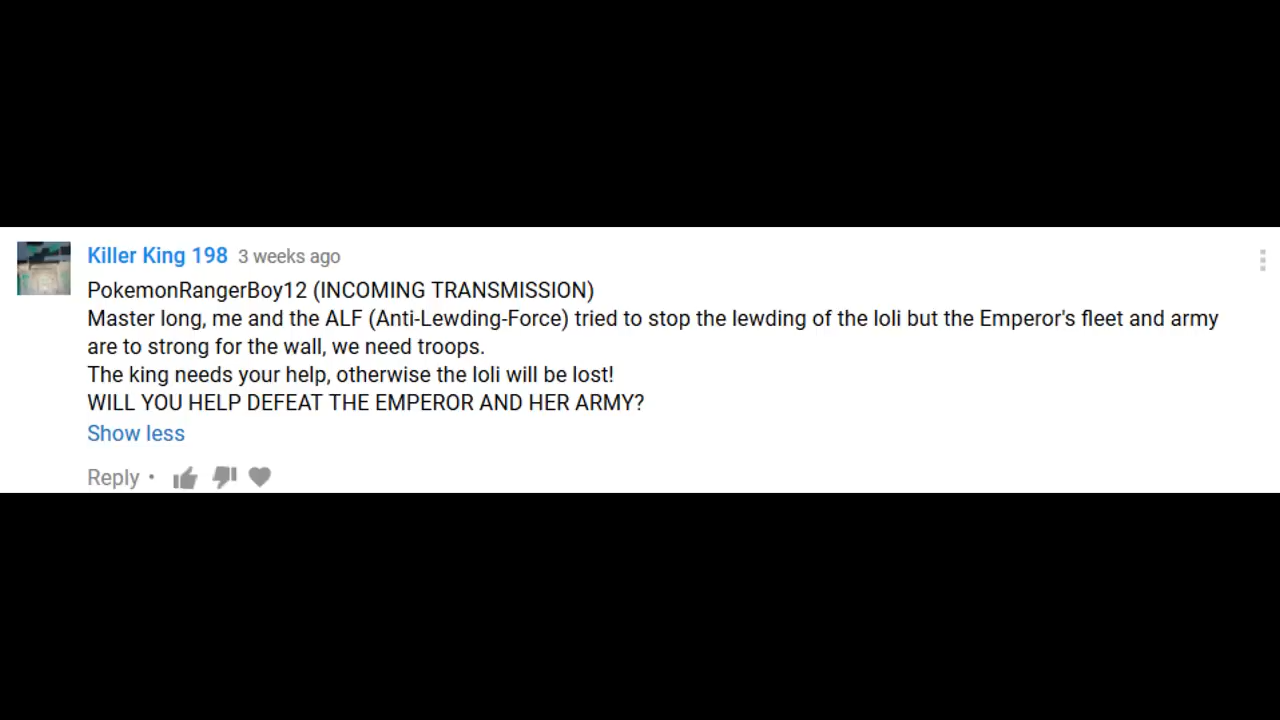 Killer King 198 3 weeks ago
PokemonRangerBoy12 (INCOMING TRANSMISSION)
Master long, me and the ALF (Anti-Lewding-Force) tried to stop the lewding of the loli but the Emperor's fleet and army
are to strong for the wall, we need troops.
The king needs your help, otherwise the loli will be lost!
WILL YOU HELP DEFEAT THE EMPEROR AND HER ARMY?
Show less
Reply •